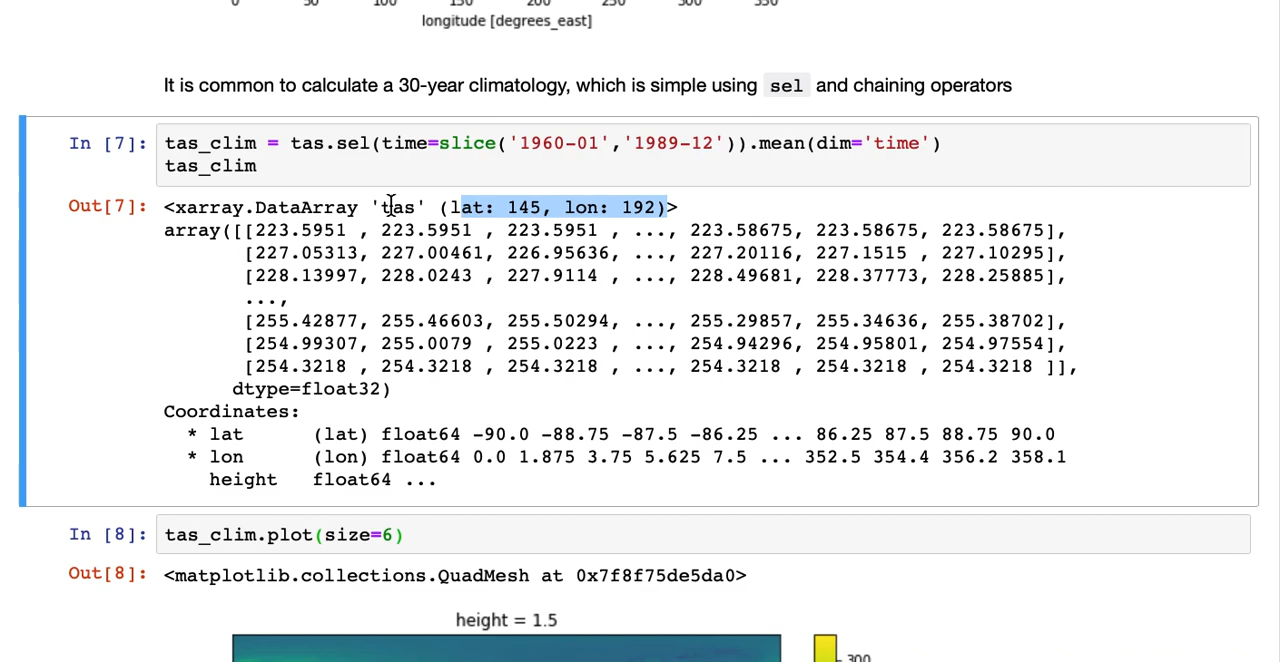 0 50 100 150 200 250 300 350
longitude [degrees_east]
It is common to calculate a 30-year climatology, which is simple using sel and chaining operators
In [7]: tas_clim = tas.sel(time=slice('1960-01','1989-12')).mean(dim='time')
tas_clim
Out[7]: <xarray.DataArray 'tas' (lat: 145, lon: 192)>
array([[223.5951 , 223.5951 , 223.5951 , ..., 223.58675, 223.58675, 223.58675],
[227.05313, 227.00461, 226.95636, ..., 227.20116, 227.1515 , 227.10295],
[228.13997, 228.0243 , 227.9114 , ..., 228.49681, 228.37773, 228.25885],
...,
[255.42877, 255.46603, 255.50294, ..., 255.29857, 255.34636, 255.38702],
[254.99307, 255.0079 , 255.0223 , ..., 254.94296, 254.95801, 254.97554],
[254.3218 , 254.3218 , 254.3218 , ..., 254.3218 , 254.3218 , 254.3218 ]],
dtype=float32)
Coordinates:
* lat (lat) float64 -90.0 -88.75 -87.5 -86.25 ... 86.25 87.5 88.75 90.0
* lon (lon) float64 0.0 1.875 3.75 5.625 7.5 ... 352.5 354.4 356.2 358.1
height float64 ...
In [8]: tas_clim.plot(size=6)
Out[8]: <matplotlib.collections.QuadMesh at 0x7f8f75de5da0>
height = 1.5
300